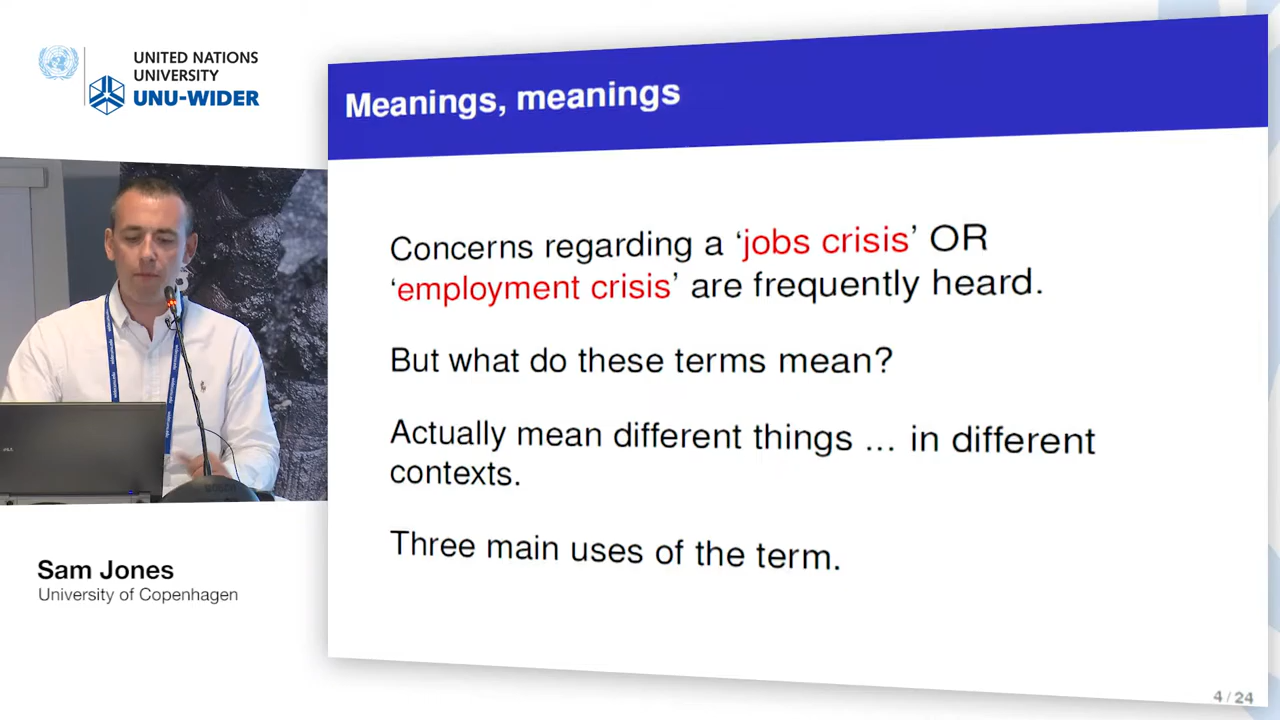 UNITED NATIONS
UNIVERSITY
UNU-WIDER
Meanings, meanings
Concerns regarding a ‘jobs crisis’ OR
‘employment crisis’ are frequently heard.
But what do these terms mean?
Actually mean different things ... in different
contexts.
Three main uses of the term.
Sam Jones
University of Copenhagen
4 / 24